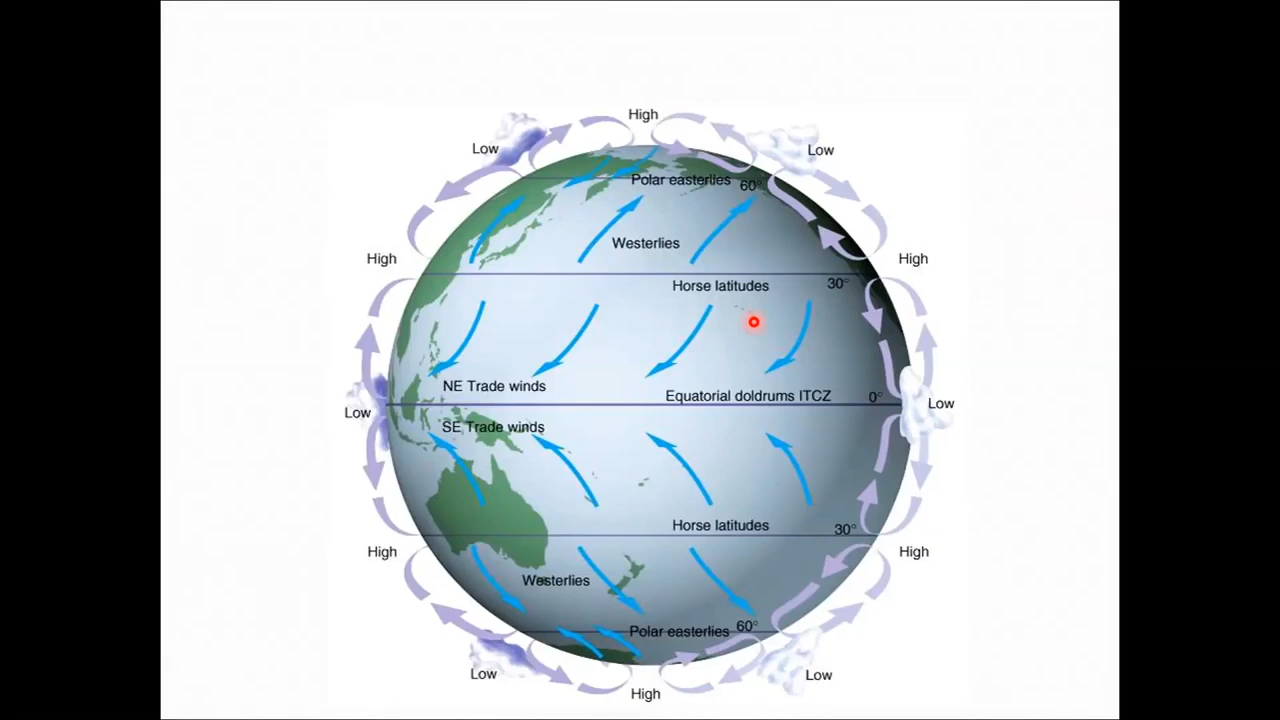 High
Low
Low
Polar easterlies 60°
Westerlies
High
High
Horse latitudes 30°
NE Trade winds
Equatorial doldrums ITCZ 0°
Low
Low
SE Trade winds
Horse latitudes 30°
High
High
Westerlies
Polar easterlies 60°
Low
Low
High